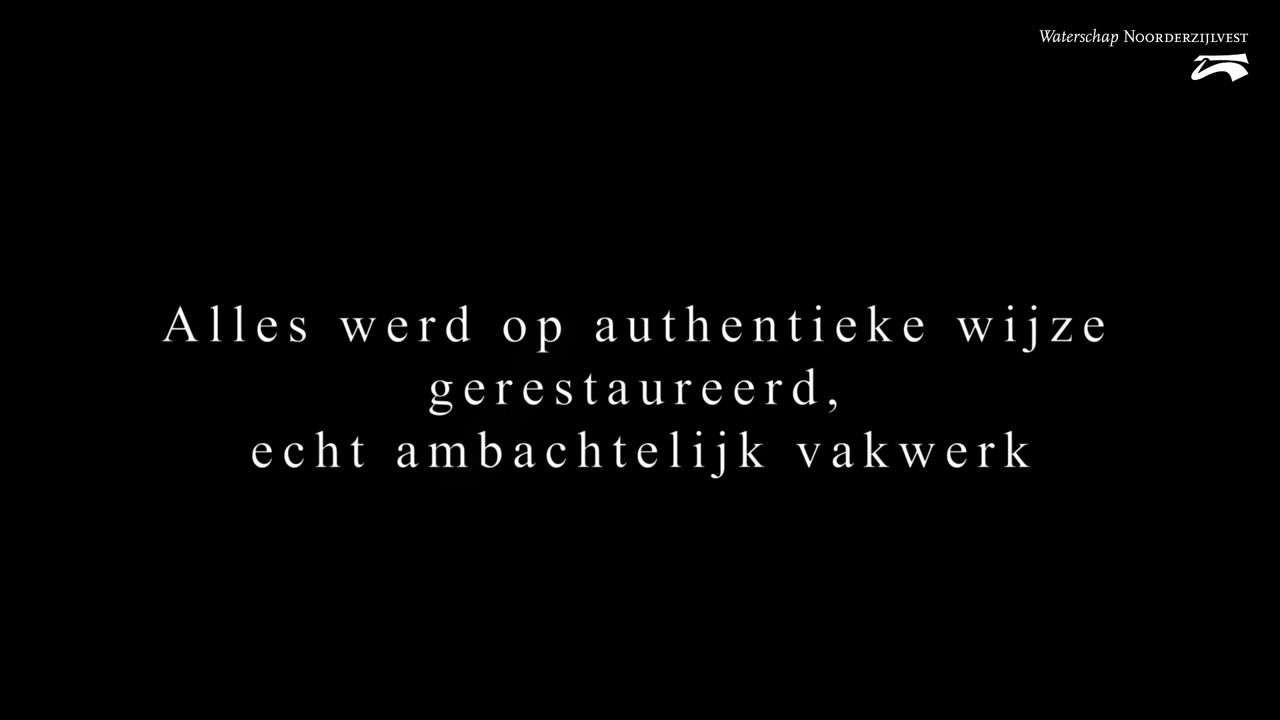 Waterschap NOORDERZIJLVEST
Alles werd op authentieke wijze
gerestaureerd,
echt ambachtelijk vakwerk